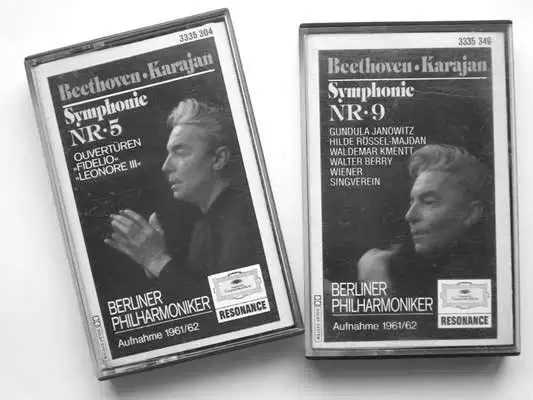 3335 304
Beethoven • Karajan
Symphonie
NR • 5
OUVERTÜREN
»FIDELIO«
»LEONORE III«
BERLINER
PHILHARMONIKER
RESONANCE
Aufnahme 1961/62
3335 346
Beethoven • Karajan
Symphonie
NR • 9
GUNDULA JANOWITZ
HILDE RÖSSEL-MAJDAN
WALDEMAR KMENTT
WALTER BERRY
WIENER
SINGVEREIN
BERLINER
PHILHARMONIKER
RESONANCE
Aufnahme 1961/62